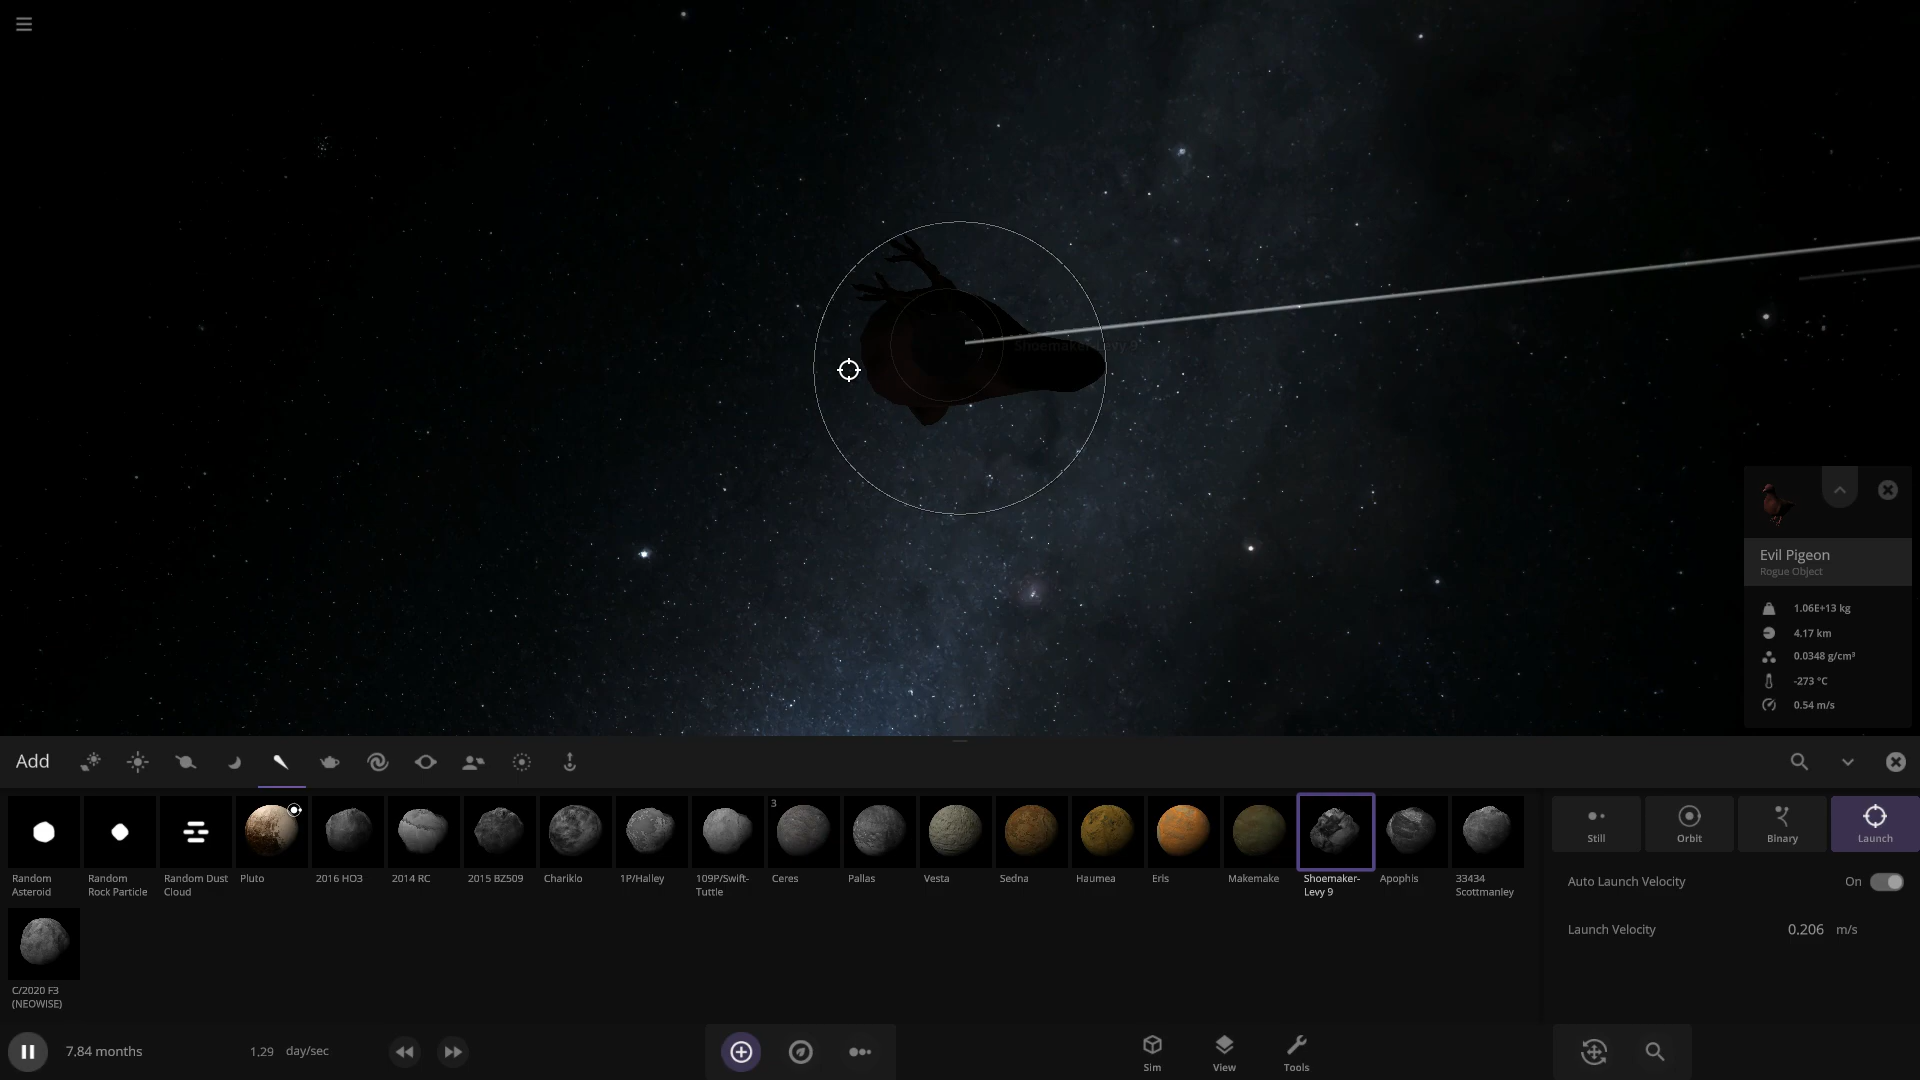 Shoemaker-Levy 9
Evil Pigeon
Rogue Object
1.06E+13 kg
4.17 km
0.0348 g/cm³
-273 °C
0.54 m/s
Add
3
Random
Asteroid
Random
Rock Particle
Random Dust
Cloud
Pluto
2016 HO3
2014 RC
2015 BZ509
Chariklo
1P/Halley
109P/Swift-
Tuttle
Ceres
Pallas
Vesta
Sedna
Haumea
Eris
Makemake
Shoemaker-
Levy 9
Apophis
33434
Scottmanley
C/2020 F3
(NEOWISE)
Still
Orbit
Binary
Launch
Auto Launch Velocity On
Launch Velocity 0.206 m/s
7.84 months
1.29 day/sec
Sim
View
Tools